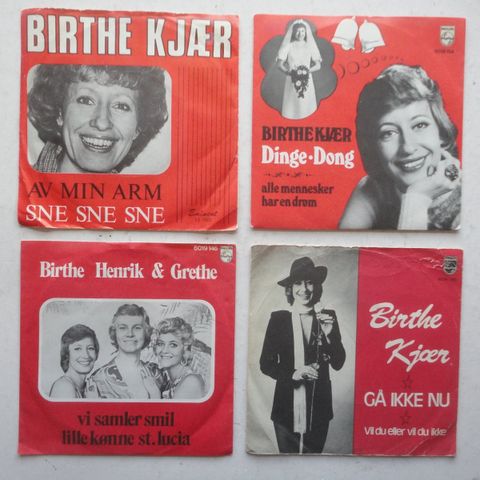 BIRTHE KJÆR
AV MIN ARM
SNE SNE SNE
BIRTHE KJÆR
Dinge·Dong
alle mennesker
har en drøm
6019 146
Birthe Henrik & Grethe
vi samler smil
lille kønne st. lucia
Birthe
Kjær
GÅ IKKE NU
Vil du eller vil du ikke